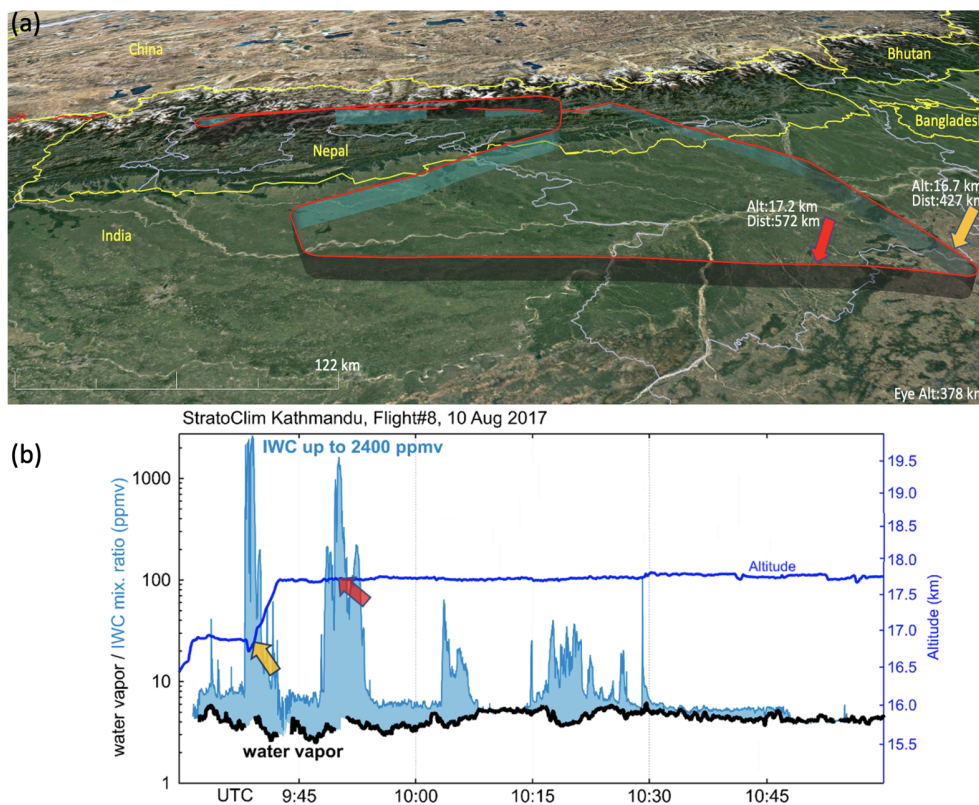 (a)
China
Bhutan
Bangladesh
Nepal
Alt:16.7 km
Dist:427 km
Alt:17.2 km
Dist:572 km
India
122 km
Eye Alt:378 km
StratoClim Kathmandu, Flight#8, 10 Aug 2017
(b)
IWC up to 2400 ppmv
water vapor / IWC mix. ratio (ppmv)
1000
100
10
1
Altitude
water vapor
19.5
19.0
18.5
18.0
17.5
17.0
16.5
16.0
15.5
Altitude (km)
UTC 9:45 10:00 10:15 10:30 10:45